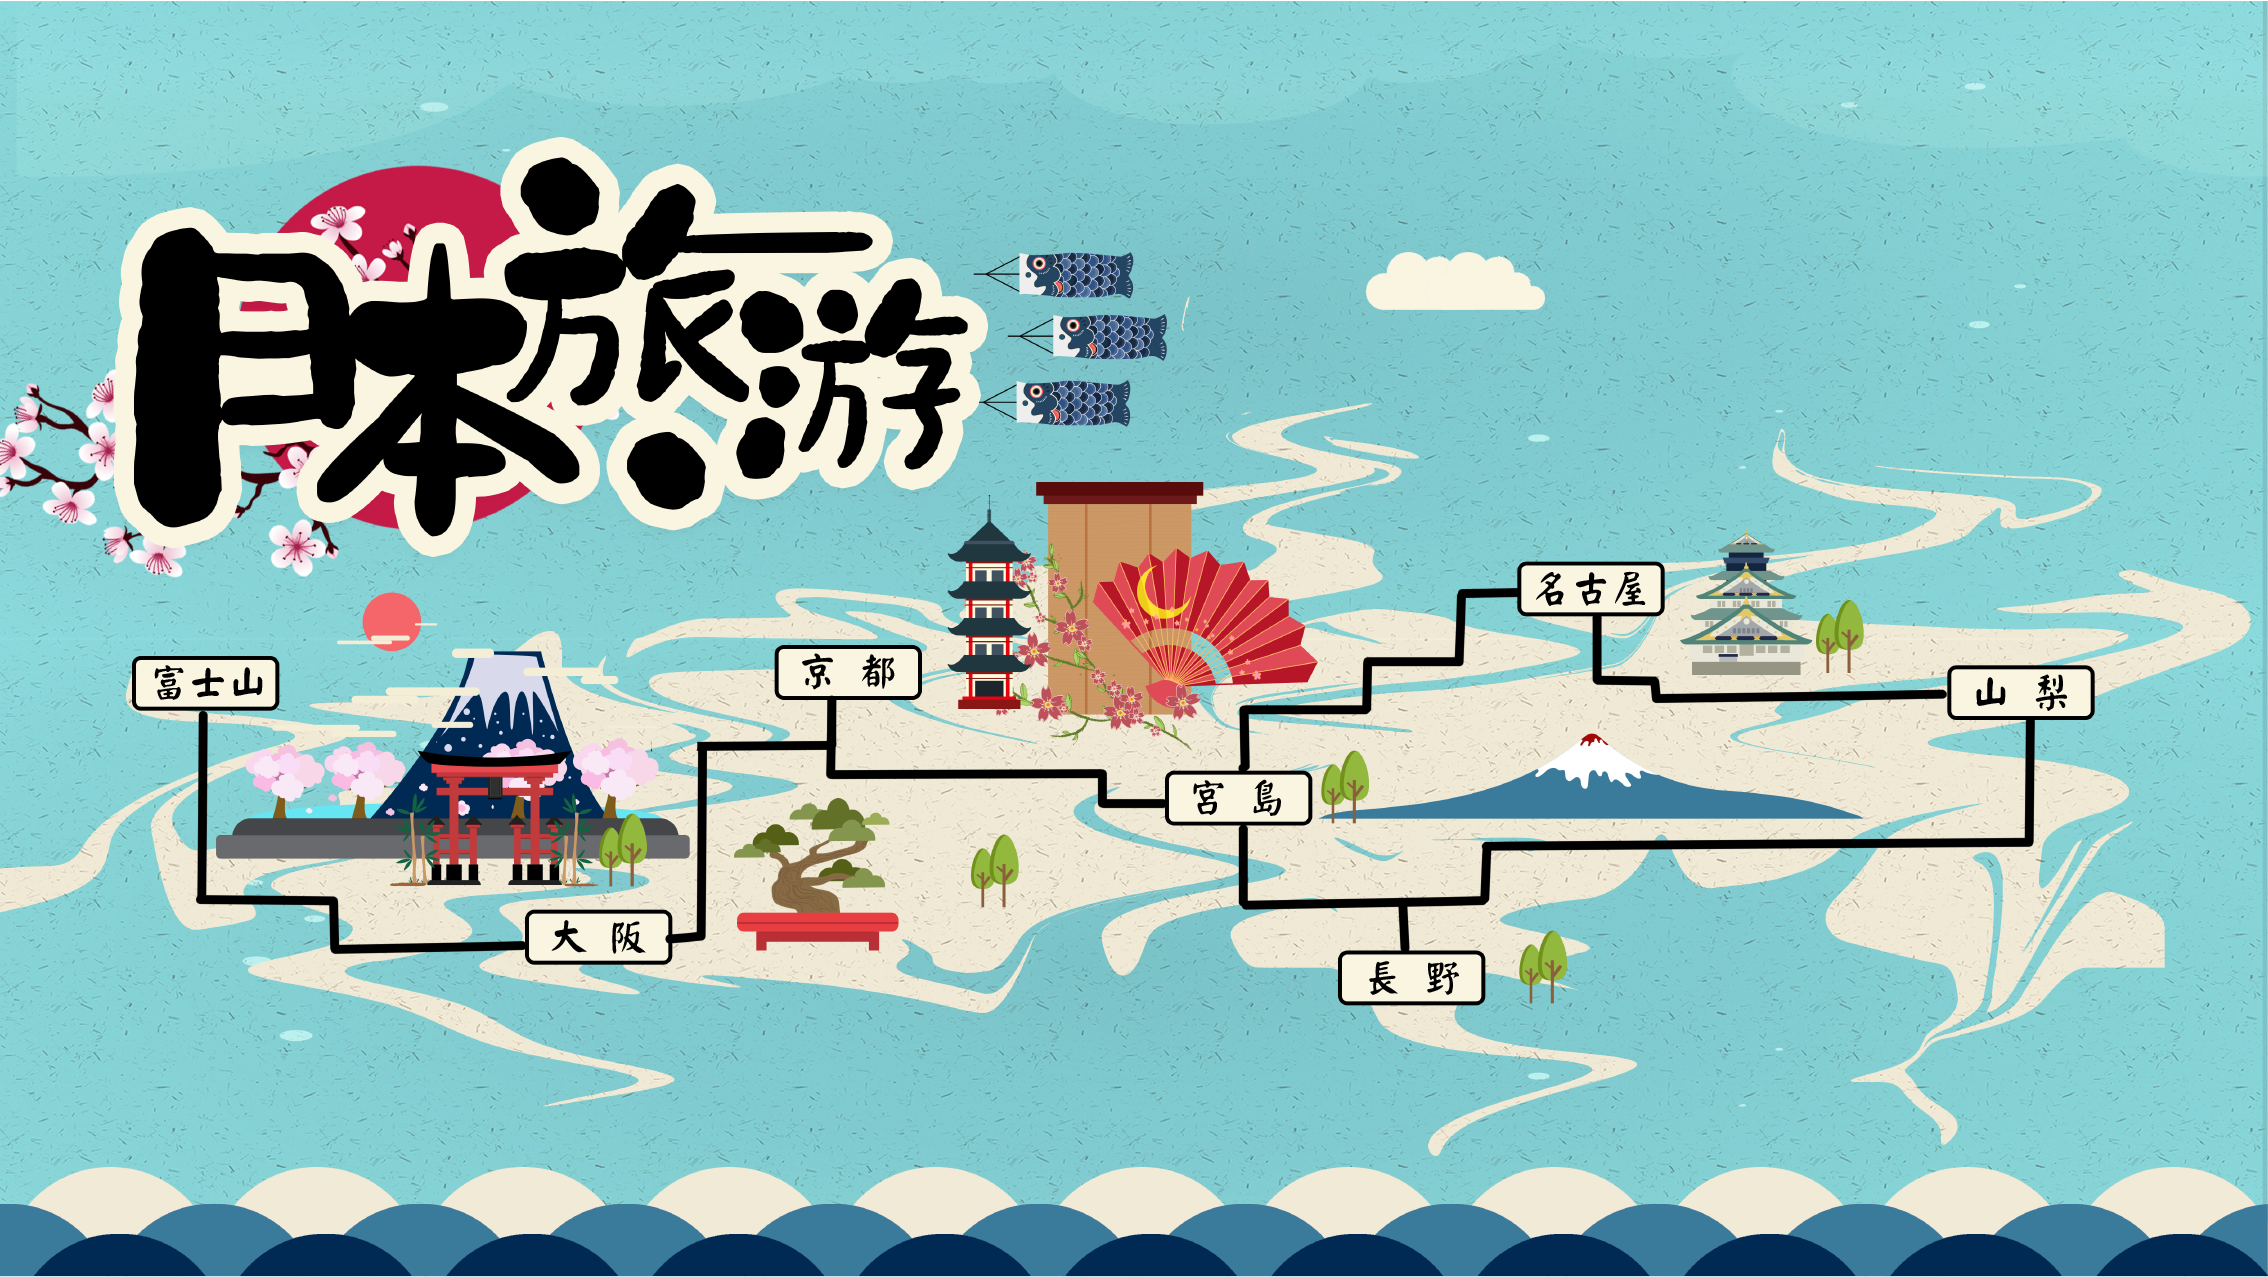 日本旅游
名古屋
京 都
富士山
山 梨
宮 島
大 阪
長 野